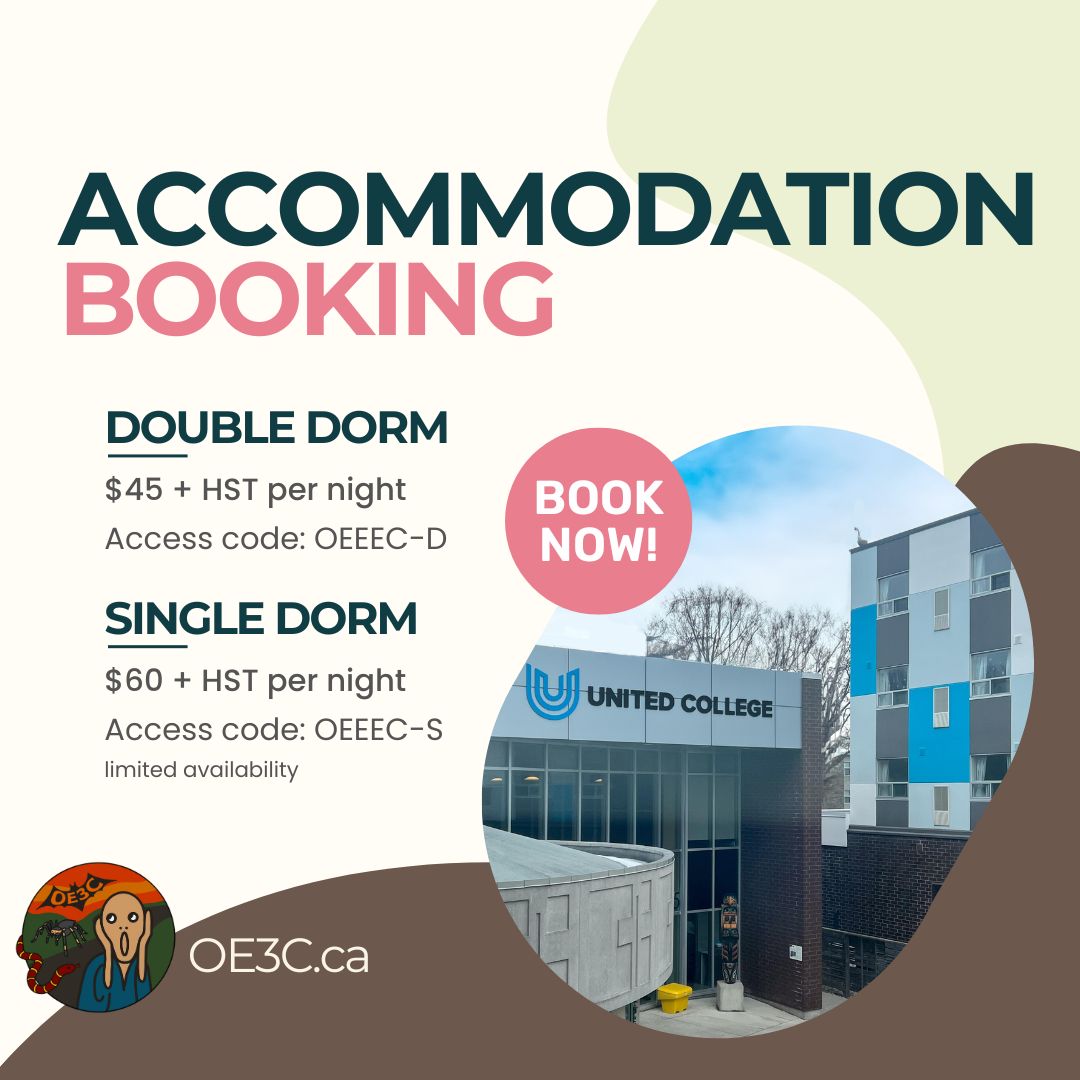 ACCOMMODATION
BOOKING
DOUBLE DORM
$45 + HST per night
Access code: OEEEC-D
SINGLE DORM
$60 + HST per night
Access code: OEEEC-S
limited availability
BOOK
NOW!
UNITED COLLEGE
OE3C
OE3C.ca